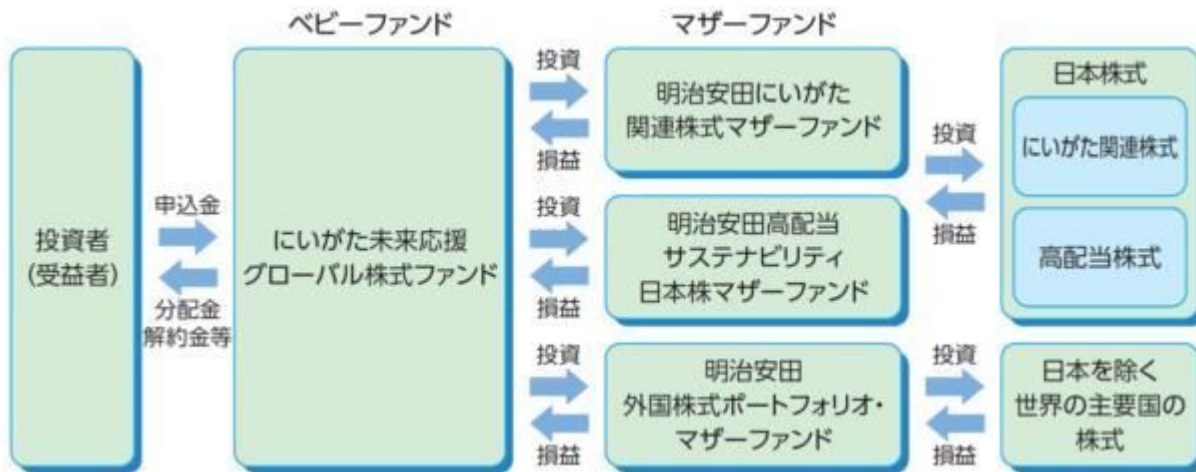 ベビーファンド
マザーファンド
投資者
(受益者)
申込金
分配金
解約金等
にいがた未来応援
グローバル株式ファンド
投資
損益
投資
損益
投資
損益
明治安田にいがた
関連株式マザーファンド
明治安田高配当
サステナビリティ
日本株マザーファンド
明治安田
外国株式ポートフォリオ・
マザーファンド
投資
損益
投資
損益
日本株式
にいがた関連株式
高配当株式
日本を除く
世界の主要国の
株式